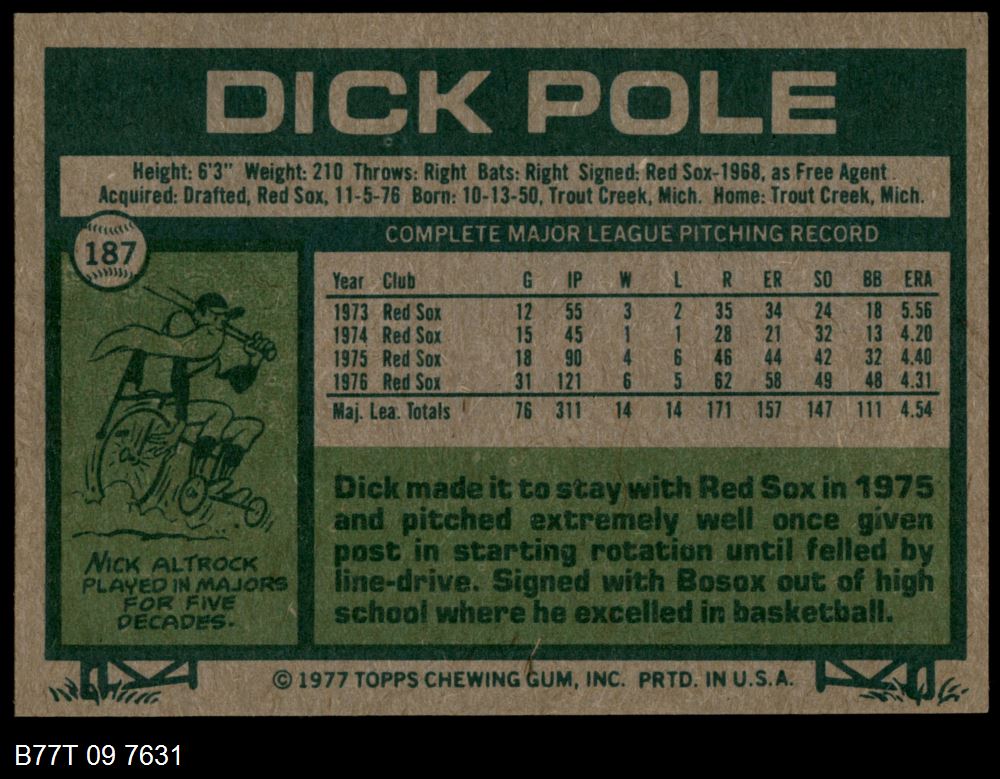 DICK POLE
Height: 6'3" Weight: 210 Throws: Right Bats: Right Signed: Red Sox-1968, as Free Agent
Acquired: Drafted, Red Sox, 11-5-76 Born: 10-13-50, Trout Creek, Mich. Home: Trout Creek, Mich.
187
COMPLETE MAJOR LEAGUE PITCHING RECORD
Year Club G IP W L R ER SO BB ERA
1973 Red Sox 12 55 3 2 35 34 24 18 5.56
1974 Red Sox 15 45 1 1 28 21 32 13 4.20
1975 Red Sox 18 90 4 6 46 44 42 32 4.40
1976 Red Sox 31 121 6 5 62 58 49 48 4.31
Maj. Lea. Totals 76 311 14 14 171 157 147 111 4.54
Dick made it to stay with Red Sox in 1975
and pitched extremely well once given
post in starting rotation until felled by
line-drive. Signed with Bosox out of high
school where he excelled in basketball.
NICK ALTROCK
PLAYED IN MAJORS
FOR FIVE
DECADES.
© 1977 TOPPS CHEWING GUM, INC. PRTD. IN U.S.A.
B77T 09 7631